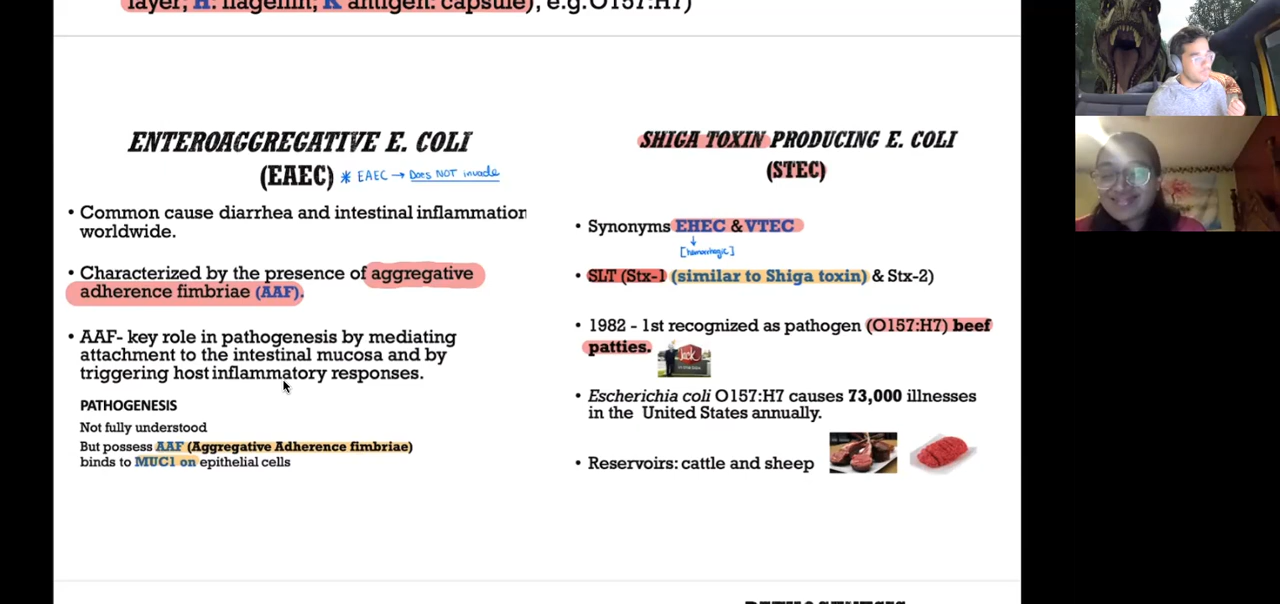 layer; H: flagellin; K antigen: capsule), e.g.O157:H7)
ENTEROAGGREGATIVE E. COLI
(EAEC) * EAEC → Does NOT invade
• Common cause diarrhea and intestinal inflammation
worldwide.
• Characterized by the presence of aggregative
adherence fimbriae (AAF).
• AAF- key role in pathogenesis by mediating
attachment to the intestinal mucosa and by
triggering host inflammatory responses.
PATHOGENESIS
Not fully understood
But possess AAF (Aggregative Adherence fimbriae)
binds to MUC1 on epithelial cells
SHIGA TOXIN PRODUCING E. COLI
(STEC)
• Synonyms EHEC & VTEC
[hemorrhagic]
• SLT (Stx-1 (similar to Shiga toxin) & Stx-2)
• 1982 - 1st recognized as pathogen (O157:H7) beef
patties.
Jack
• Escherichia coli O157:H7 causes 73,000 illnesses
in the United States annually.
• Reservoirs: cattle and sheep
PATHOGENESIS